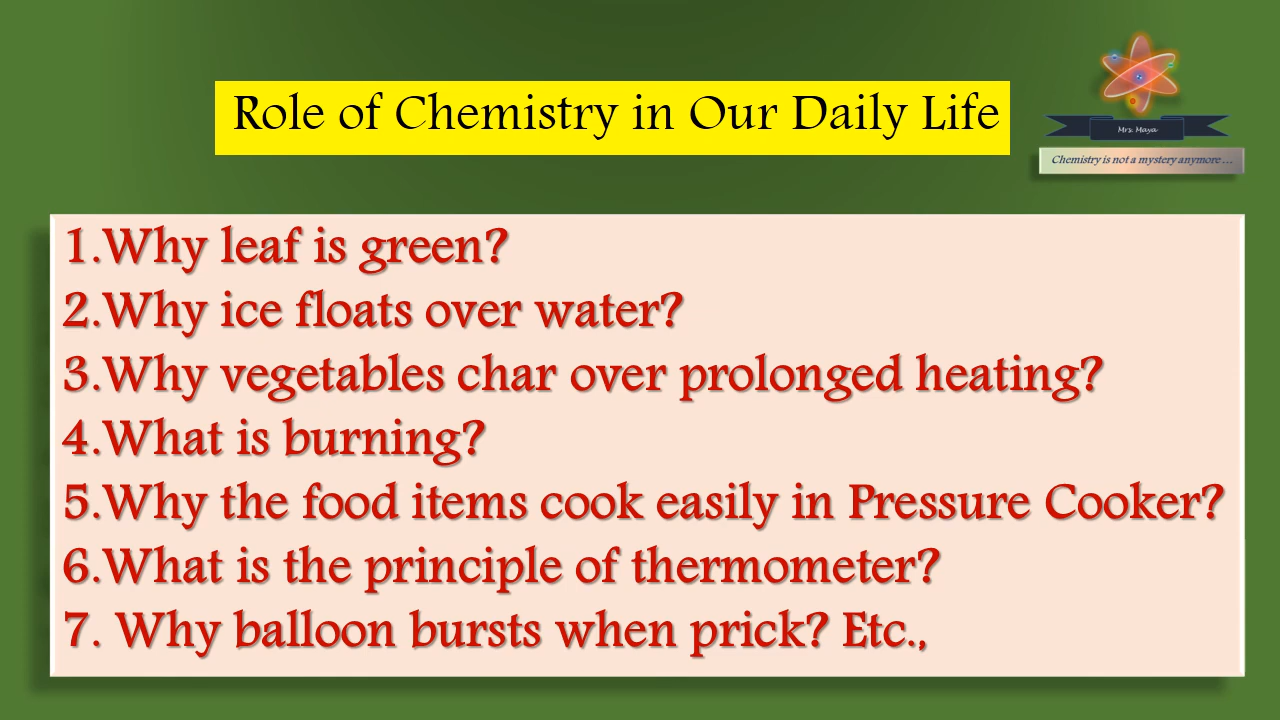 Role of Chemistry in Our Daily Life
Mrs. Maya
Chemistry is not a mystery anymore ...
1.Why leaf is green?
2.Why ice floats over water?
3.Why vegetables char over prolonged heating?
4.What is burning?
5.Why the food items cook easily in Pressure Cooker?
6.What is the principle of thermometer?
7. Why balloon bursts when prick? Etc.,